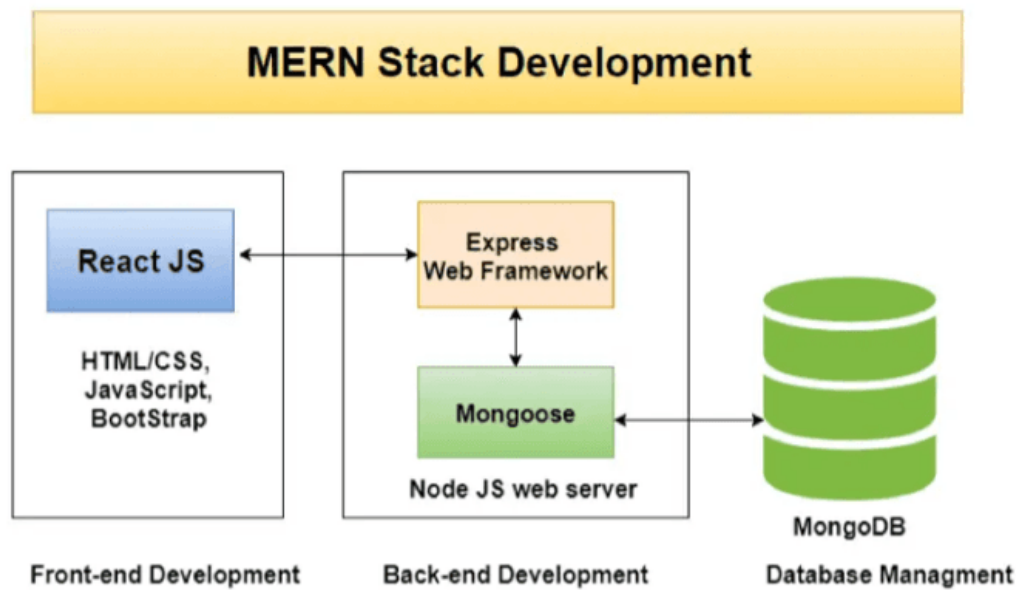 MERN Stack Development
React JS
HTML/CSS,
JavaScript,
BootStrap
Front-end Development
Express
Web Framework
Mongoose
Node JS web server
Back-end Development
MongoDB
Database Managment